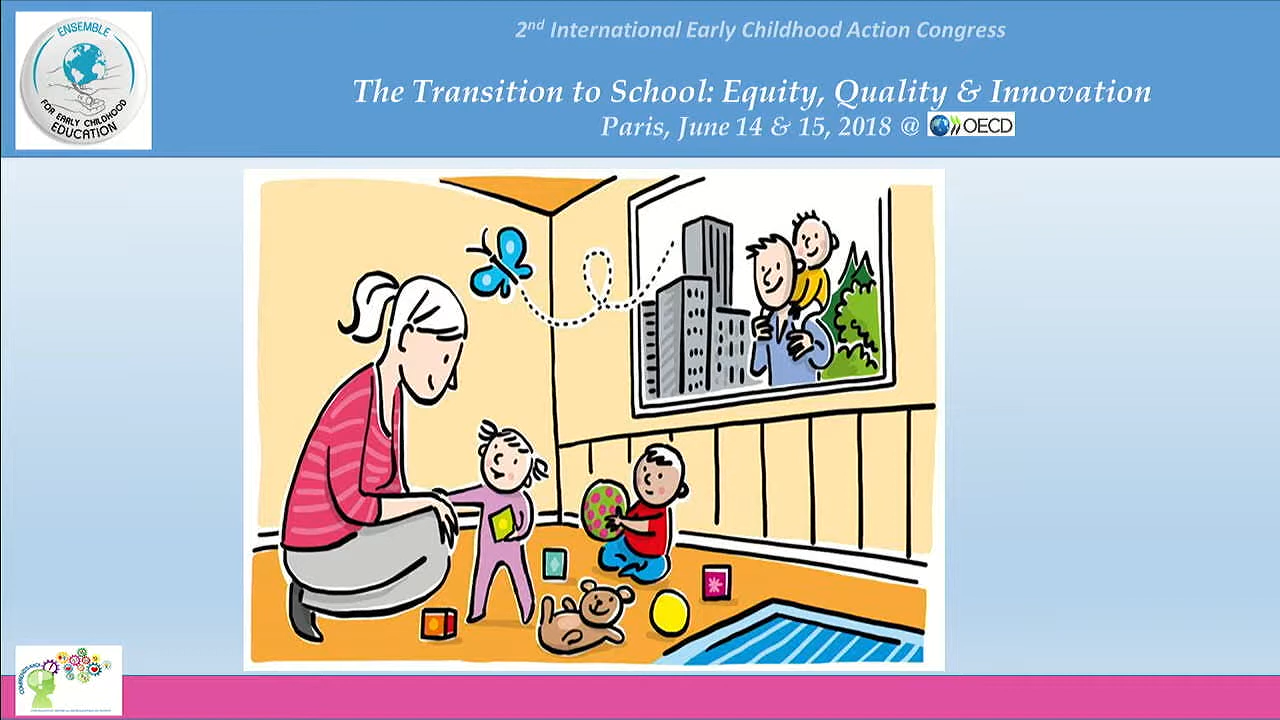 2nd International Early Childhood Action Congress
The Transition to School: Equity, Quality & Innovation
Paris, June 14 & 15, 2018 @ OECD
ENSEMBLE
FOR EARLY CHILDHOOD
EDUCATION